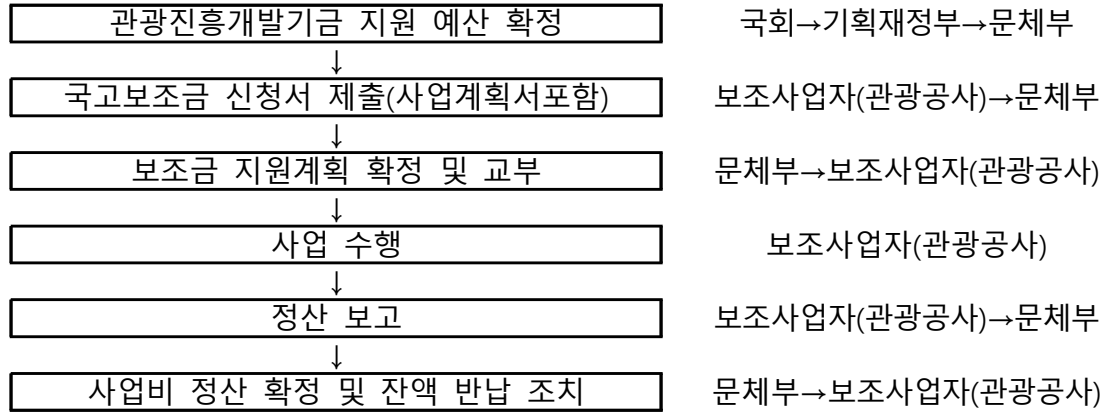 관광진흥개발기금 지원 예산 확정 국회→기획재정부→문체부
↓
국고보조금 신청서 제출(사업계획서포함) 보조사업자(관광공사)→문체부
↓
보조금 지원계획 확정 및 교부 문체부→보조사업자(관광공사)
↓
사업 수행 보조사업자(관광공사)
↓
정산 보고 보조사업자(관광공사)→문체부
↓
사업비 정산 확정 및 잔액 반납 조치 문체부→보조사업자(관광공사)